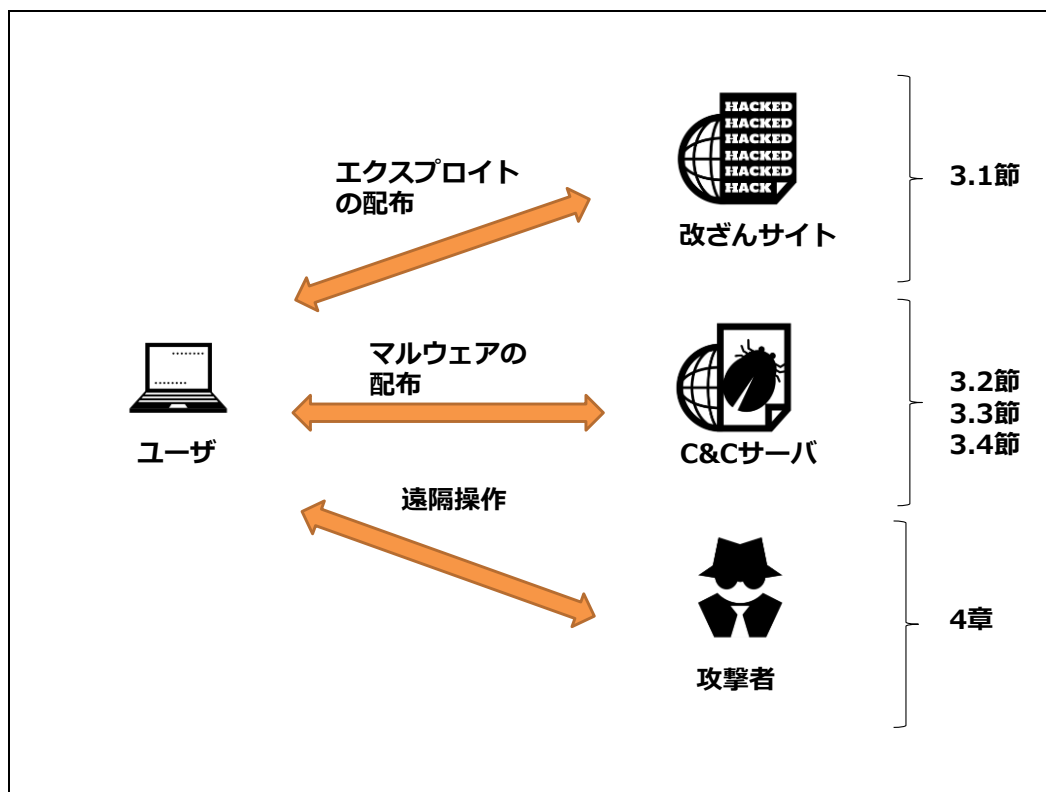 HACKED
HACKED
HACKED
HACKED
HACKED
HACK
エクスプロイト
の配布
改ざんサイト
3.1節
マルウェアの
配布
ユーザ
C&Cサーバ
3.2節
3.3節
3.4節
遠隔操作
攻撃者
4章